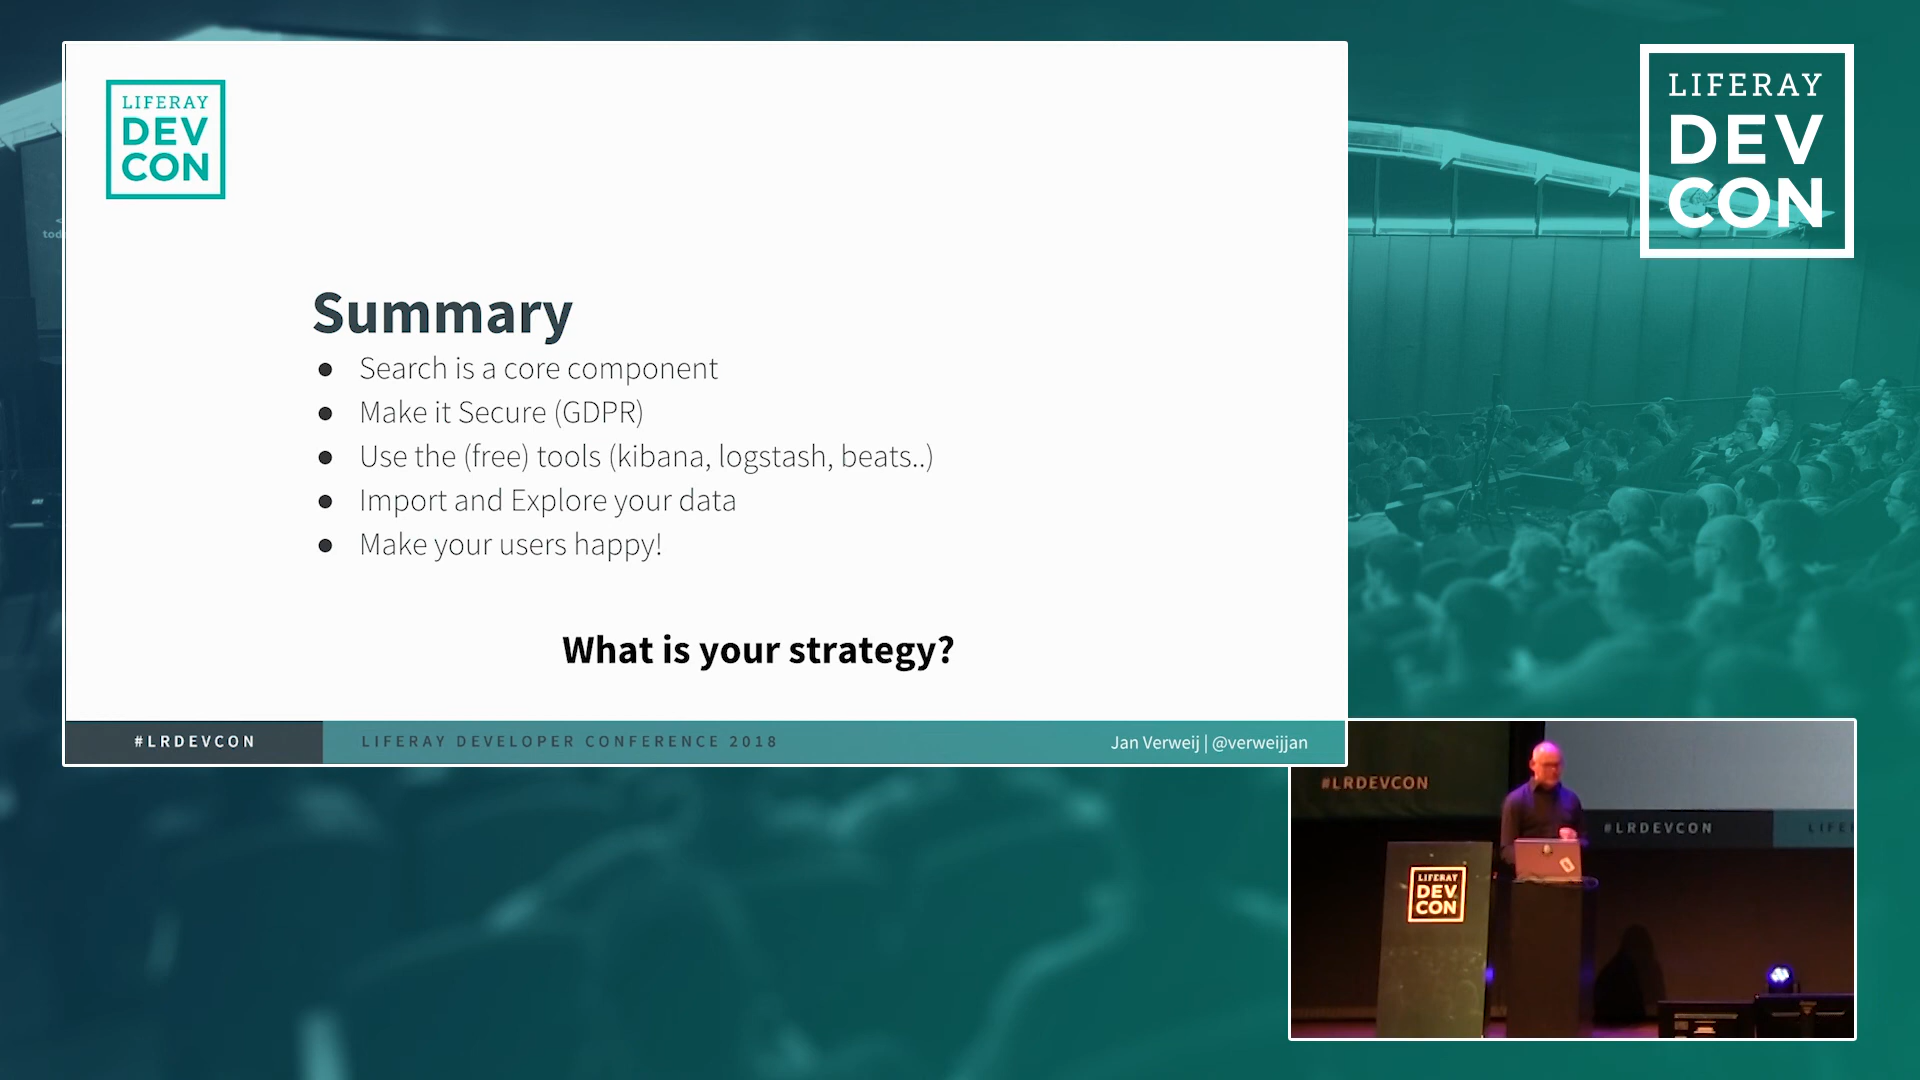 LIFERAY
DEV
CON
Summary
● Search is a core component
● Make it Secure (GDPR)
● Use the (free) tools (kibana, logstash, beats..)
● Import and Explore your data
● Make your users happy!
What is your strategy?
#LRDEVCON
LIFERAY DEVELOPER CONFERENCE 2018
Jan Verweij | @verweijjan
LIFERAY
DEV
CON
#LRDEVCON
#LRDEVCON
LIFE
LIFERAY
DEV
CON
tod